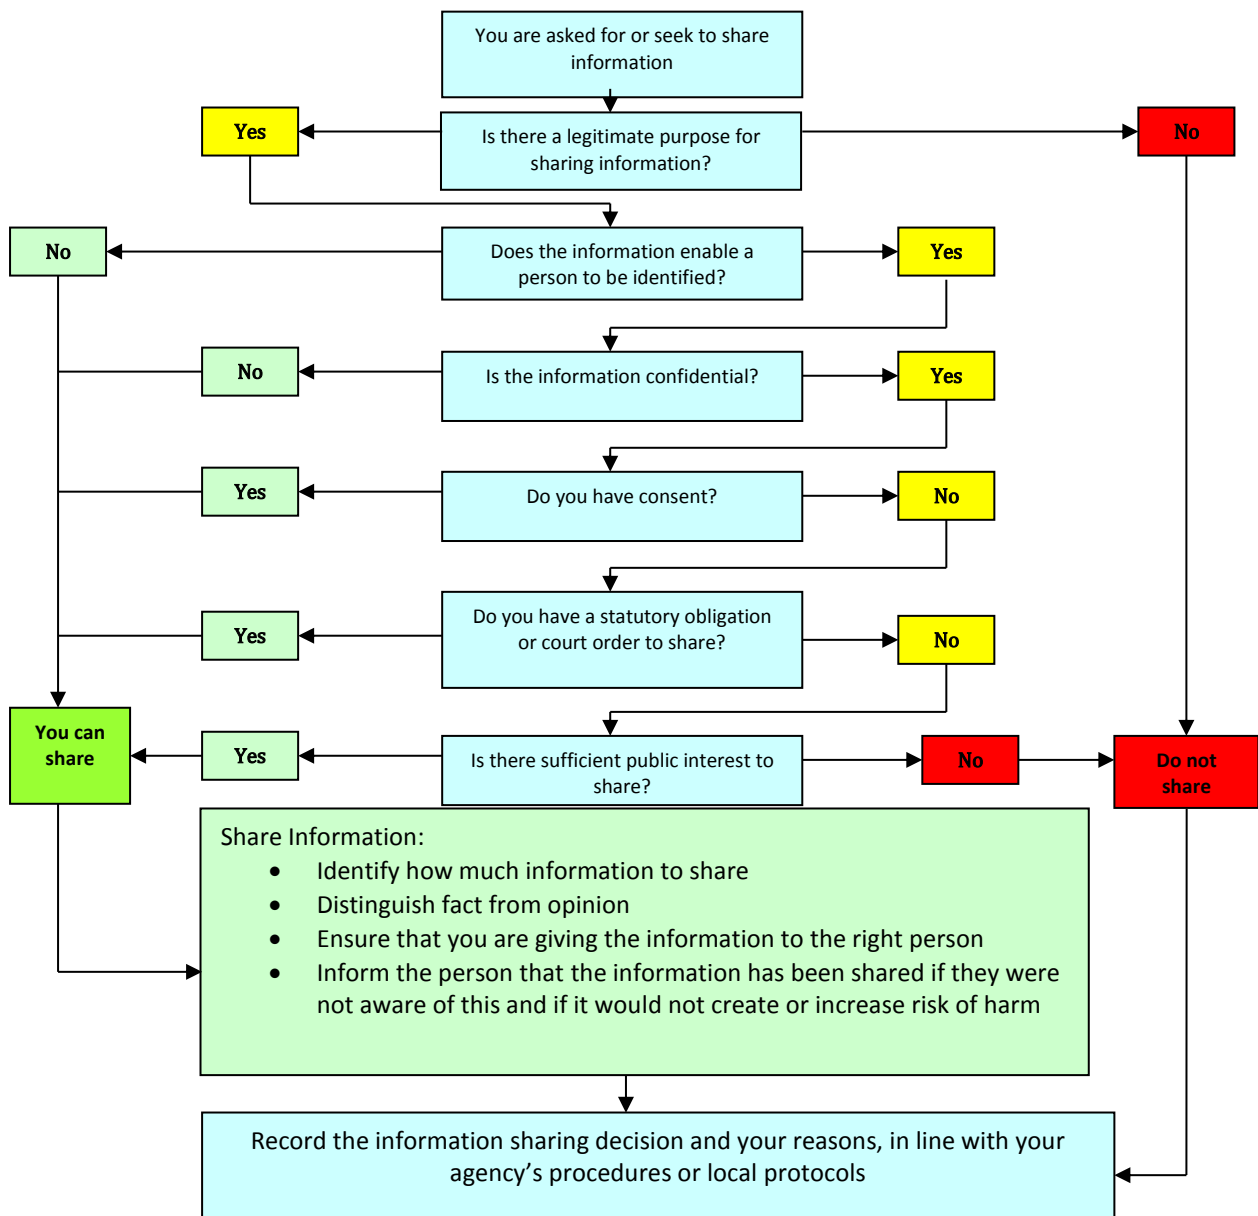 You are asked for or seek to share
information
Yes
Is there a legitimate purpose for
sharing information?
No
No
Does the information enable a
person to be identified?
Yes
No
Is the information confidential?
Yes
Yes
Do you have consent?
No
Yes
Do you have a statutory obligation
or court order to share?
No
You can
share
Yes
Is there sufficient public interest to
share?
No
Do not
share
Share Information:
• Identify how much information to share
• Distinguish fact from opinion
• Ensure that you are giving the information to the right person
• Inform the person that the information has been shared if they were
not aware of this and if it would not create or increase risk of harm
Record the information sharing decision and your reasons, in line with your
agency’s procedures or local protocols